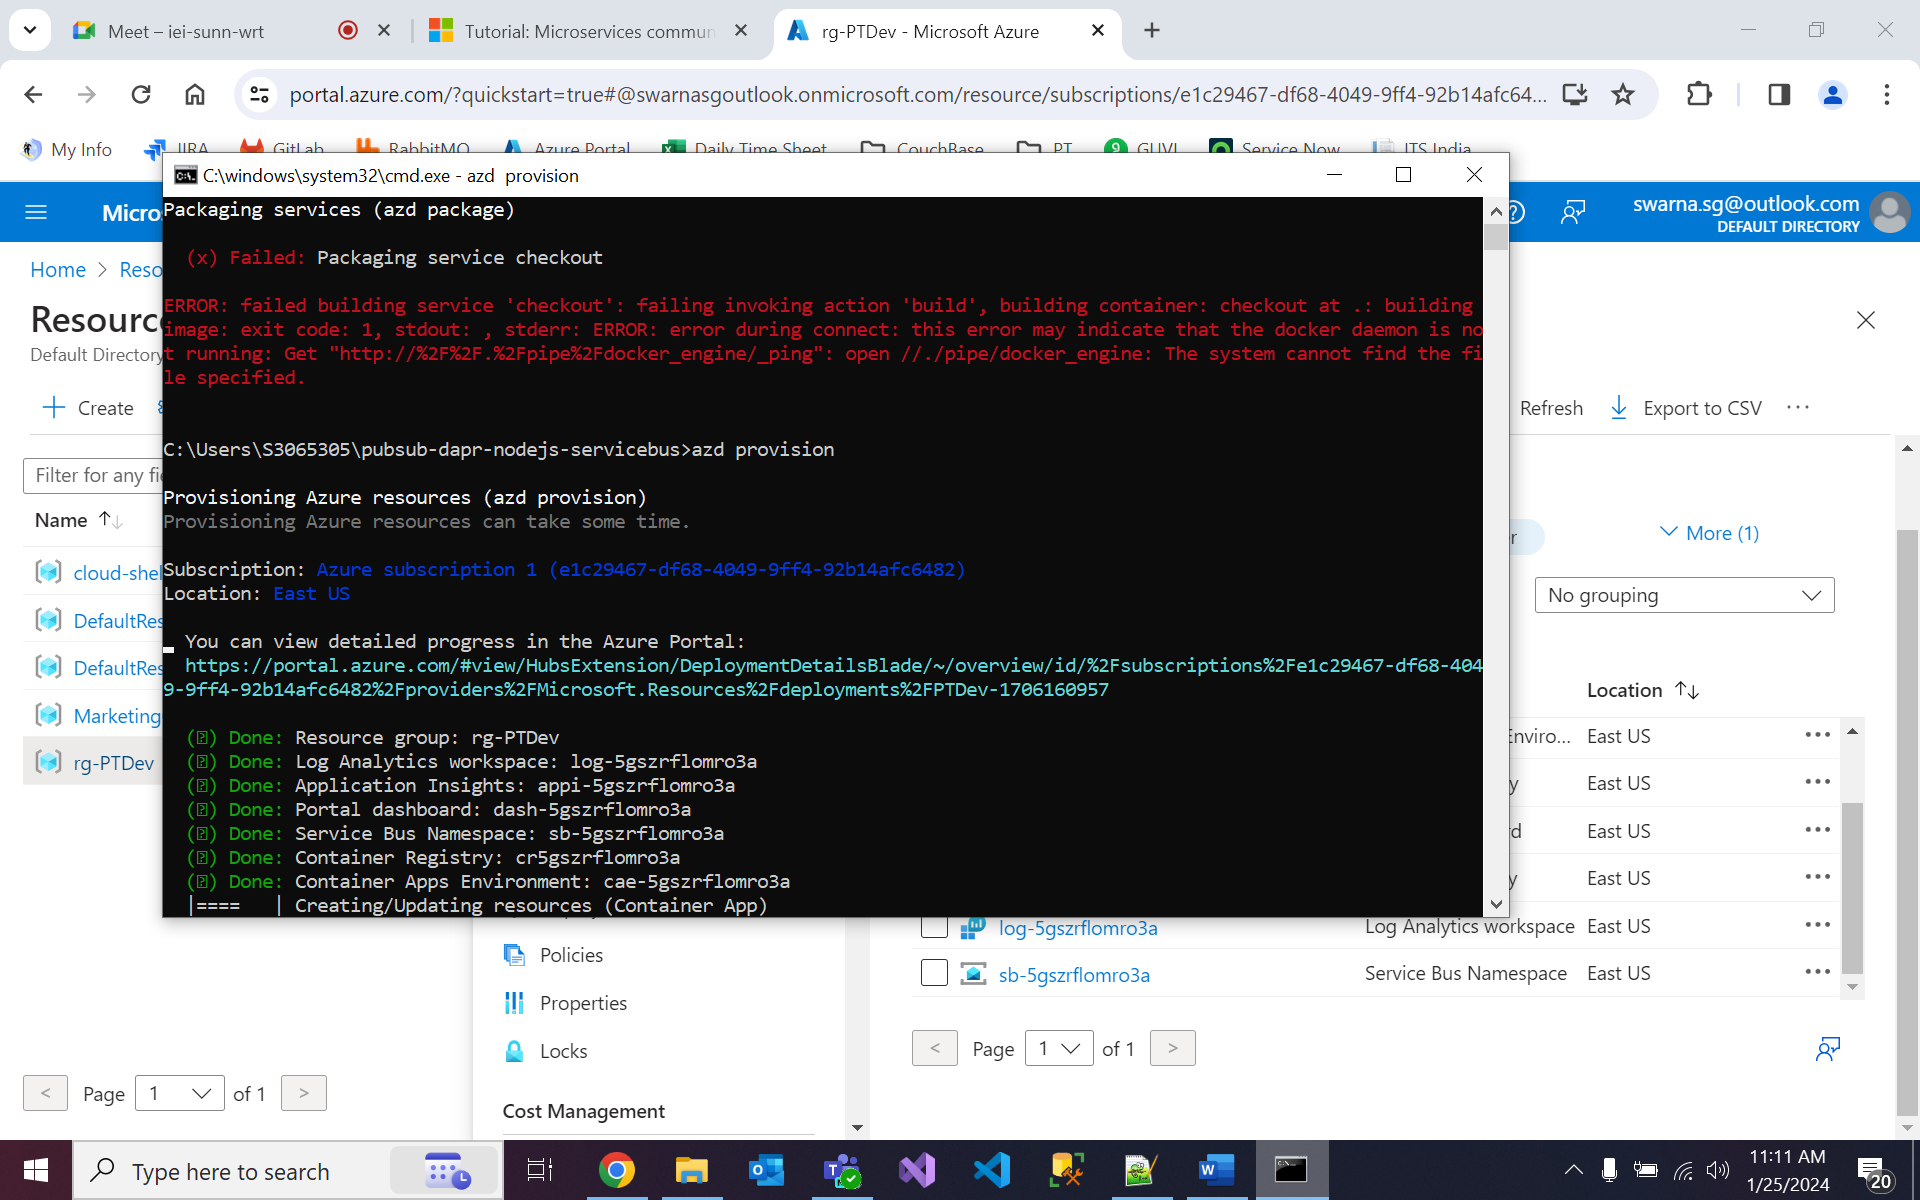 Meet – iei-sunn-wrt
Tutorial: Microservices commun
rg-PTDev - Microsoft Azure
portal.azure.com/?quickstart=true#@swarnasgoutlook.onmicrosoft.com/resource/subscriptions/e1c29467-df68-4049-9ff4-92b14afc64...
My Info
JIRA
GitLab
RabbitMQ
Azure Portal
Daily Time Sheet
CouchBase
PT
GUVI
Service Now
ITS India
C:\windows\system32\cmd.exe - azd  provision
Micro
swarna.sg@outlook.com
DEFAULT DIRECTORY
Home > Reso
Resourc
Default Directory
Create
Refresh
Export to CSV
Filter for any fi
Name
cloud-shel
DefaultRes
DefaultRes
Marketing
rg-PTDev
Packaging services (azd package)
(x) Failed: Packaging service checkout
ERROR: failed building service 'checkout': failing invoking action 'build', building container: checkout at .: building
image: exit code: 1, stdout: , stderr: ERROR: error during connect: this error may indicate that the docker daemon is no
t running: Get "http://%2F%2F.%2Fpipe%2Fdocker_engine/_ping": open //./pipe/docker_engine: The system cannot find the fi
le specified.
C:\Users\S3065305\pubsub-dapr-nodejs-servicebus>azd provision
Provisioning Azure resources (azd provision)
Provisioning Azure resources can take some time.
Subscription: Azure subscription 1 (e1c29467-df68-4049-9ff4-92b14afc6482)
Location: East US
You can view detailed progress in the Azure Portal:
https://portal.azure.com/#view/HubsExtension/DeploymentDetailsBlade/~/overview/id/%2Fsubscriptions%2Fe1c29467-df68-404
9-9ff4-92b14afc6482%2Fproviders%2FMicrosoft.Resources%2Fdeployments%2FPTDev-1706160957
(⍰) Done: Resource group: rg-PTDev
(⍰) Done: Log Analytics workspace: log-5gszrflomro3a
(⍰) Done: Application Insights: appi-5gszrflomro3a
(⍰) Done: Portal dashboard: dash-5gszrflomro3a
(⍰) Done: Service Bus Namespace: sb-5gszrflomro3a
(⍰) Done: Container Registry: cr5gszrflomro3a
(⍰) Done: Container Apps Environment: cae-5gszrflomro3a
|====   | Creating/Updating resources (Container App)
r
More (1)
No grouping
Location
Enviro... East US
y East US
rd East US
y East US
log-5gszrflomro3a Log Analytics workspace East US
sb-5gszrflomro3a Service Bus Namespace East US
Policies
Properties
Locks
Cost Management
< Page 1 of 1 >
< Page 1 of 1 >
Type here to search
11:11 AM
1/25/2024
20